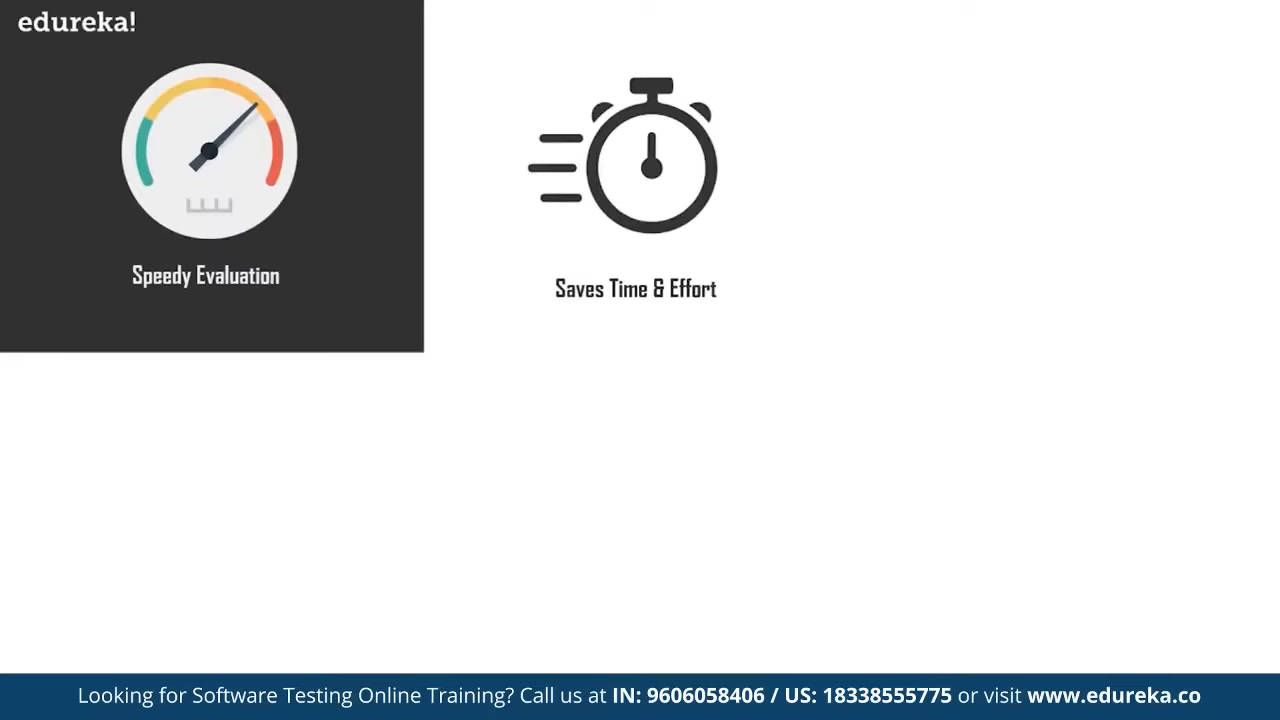 edureka!
Speedy Evaluation
Saves Time & Effort
Looking for Software Testing Online Training? Call us at IN: 9606058406 / US: 18338555775 or visit www.edureka.co